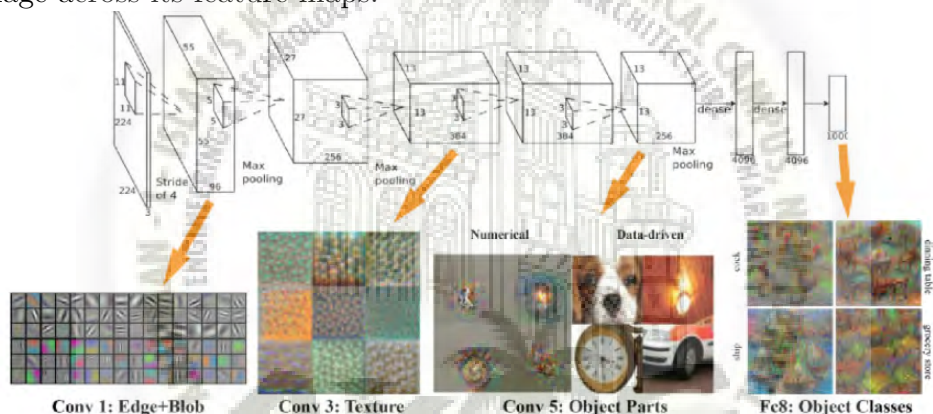 age across its feature maps.
11
11
224
224
3
Stride
of 4
55
55
5
5
96
Max
pooling
27
27
3
3
256
Max
pooling
13
13
3
3
384
13
13
3
3
384
13
13
256
Max
pooling
dense
4096
dense
4096
1000
Numerical
Data-driven
cock
dining table
ship
grocery store
Conv 1: Edge+Blob
Conv 3: Texture
Conv 5: Object Parts
Fc8: Object Classes